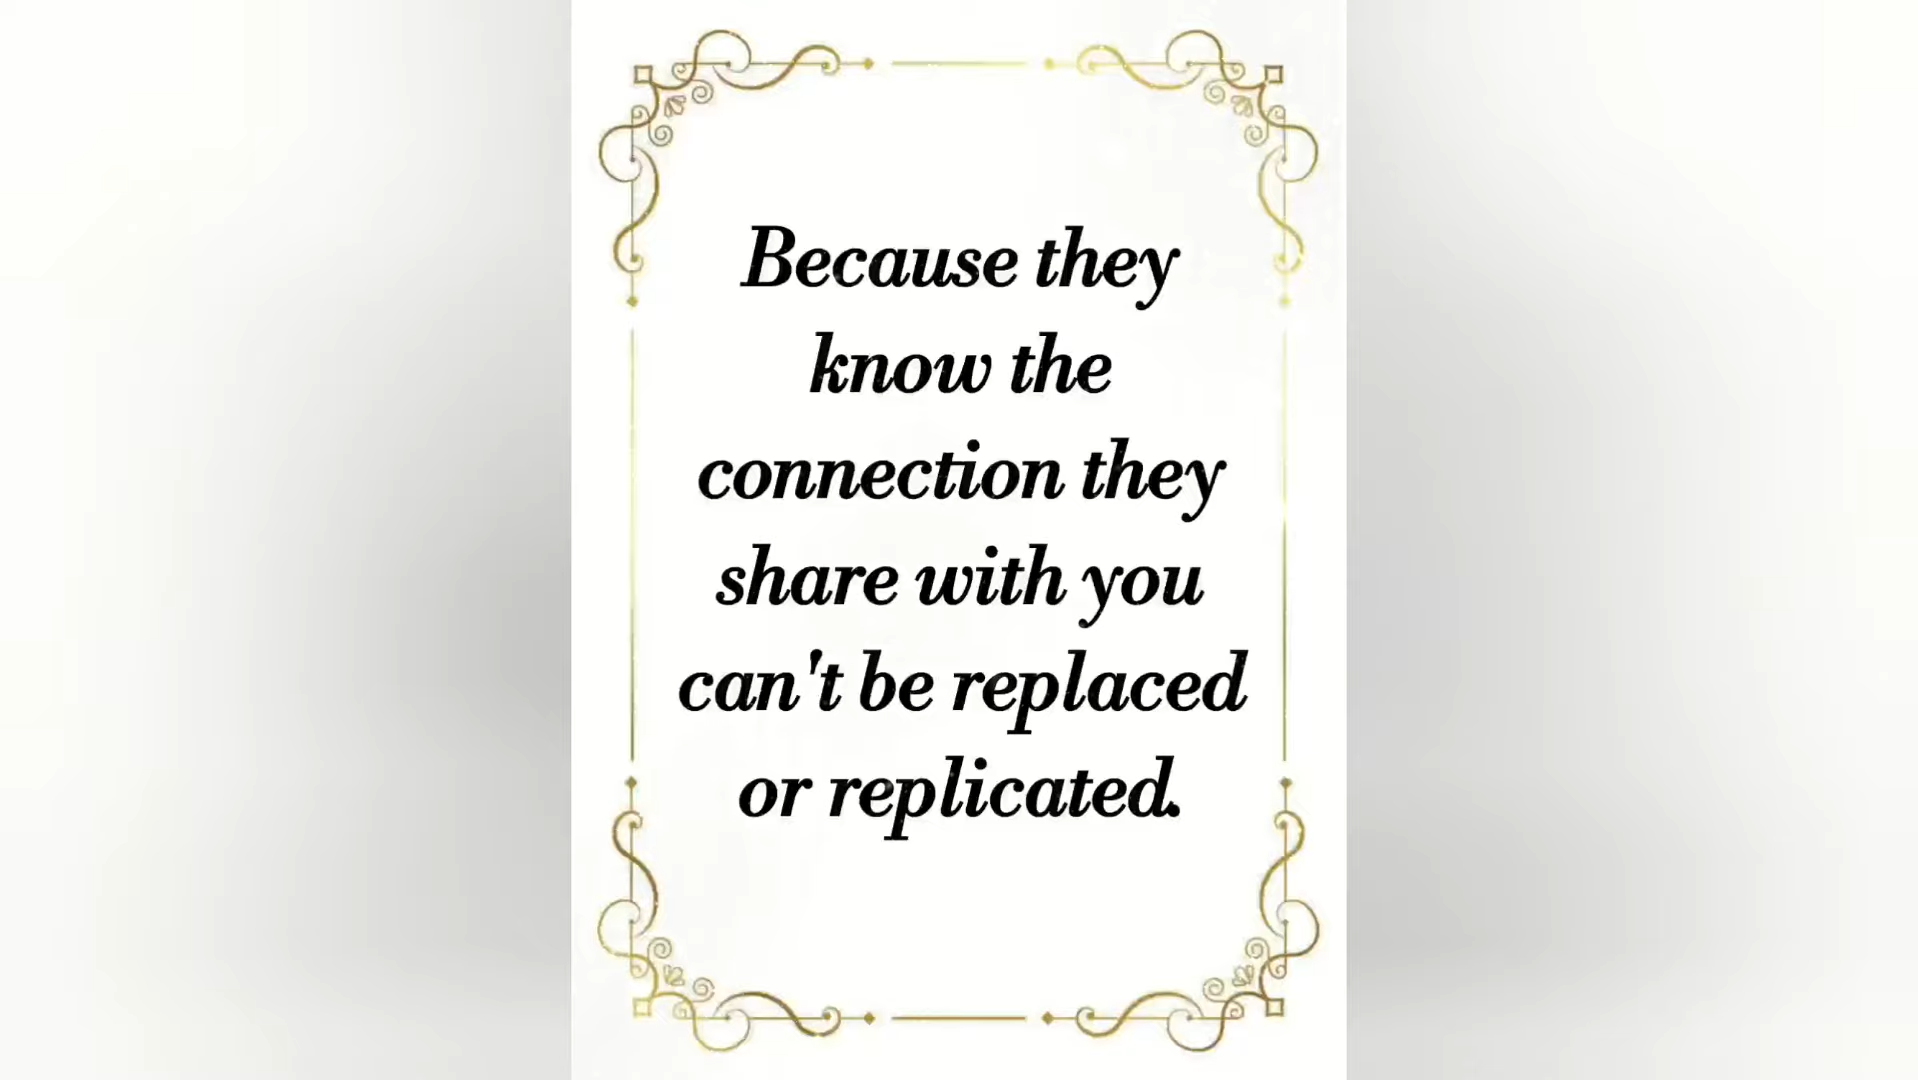 Because they
know the
connection they
share with you
can't be replaced
or replicated.